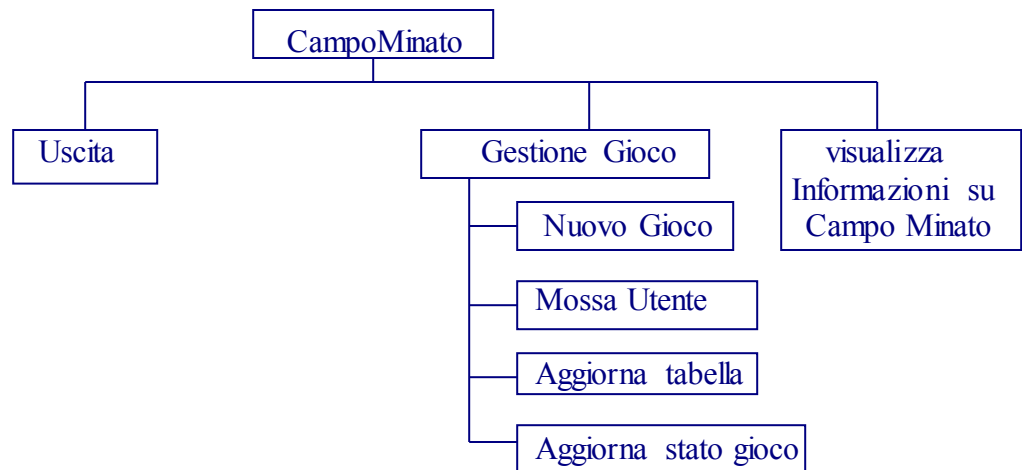 CampoMinato
Uscita
Gestione Gioco
visualizza
Informazioni su
Campo Minato
Nuovo Gioco
Mossa Utente
Aggiorna tabella
Aggiorna stato gioco